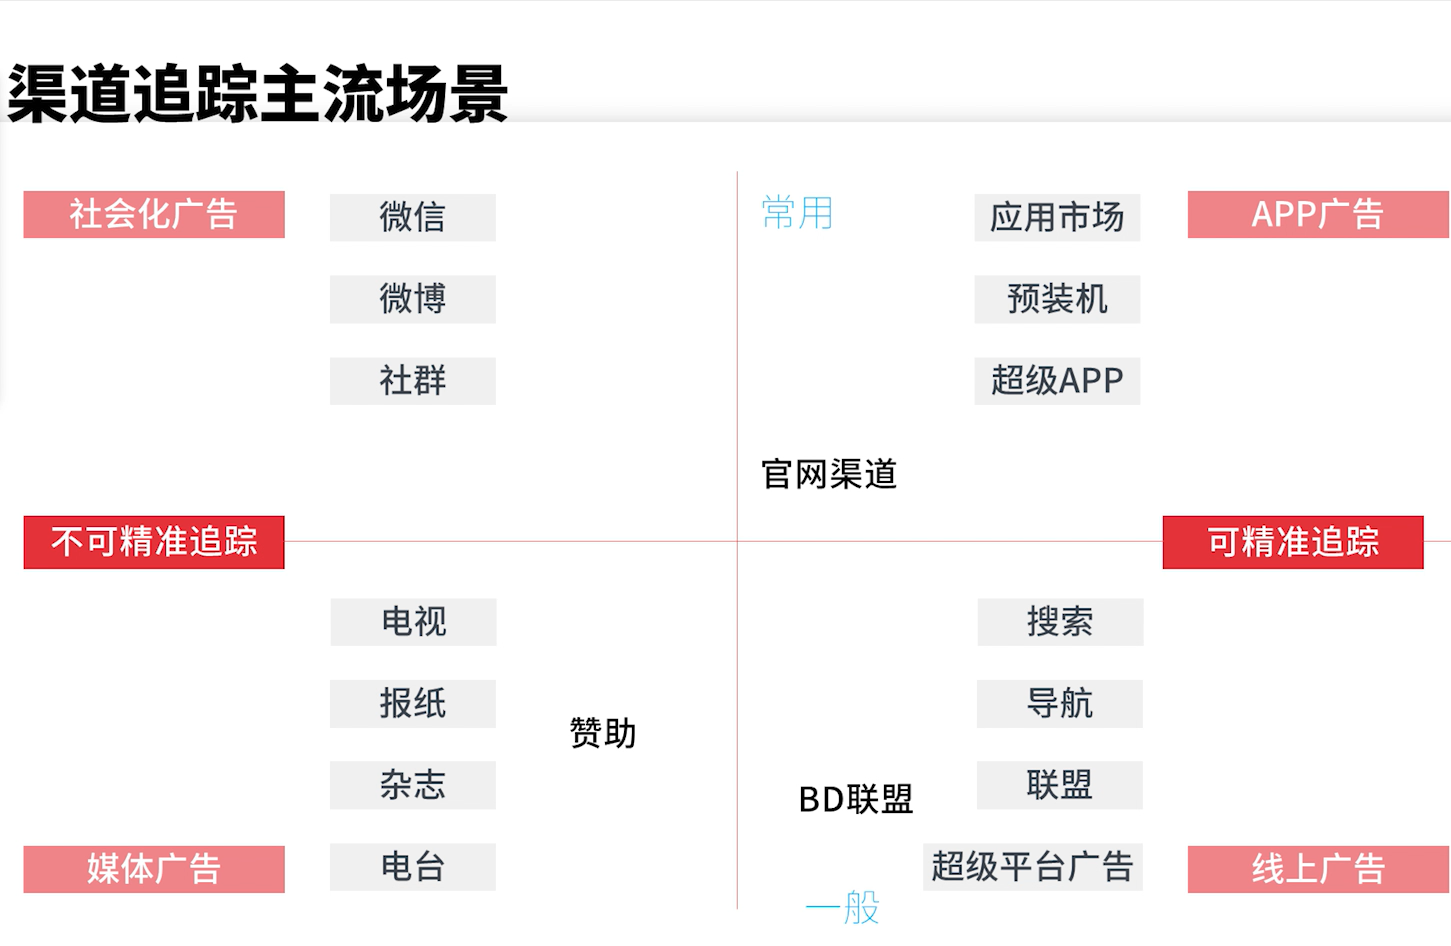 渠道追踪主流场景
社会化广告
微信
常用
应用市场
APP广告
微博
预装机
社群
超级APP
官网渠道
不可精准追踪
可精准追踪
电视
搜索
报纸
导航
赞助
杂志
BD联盟
联盟
媒体广告
电台
超级平台广告
线上广告
一般